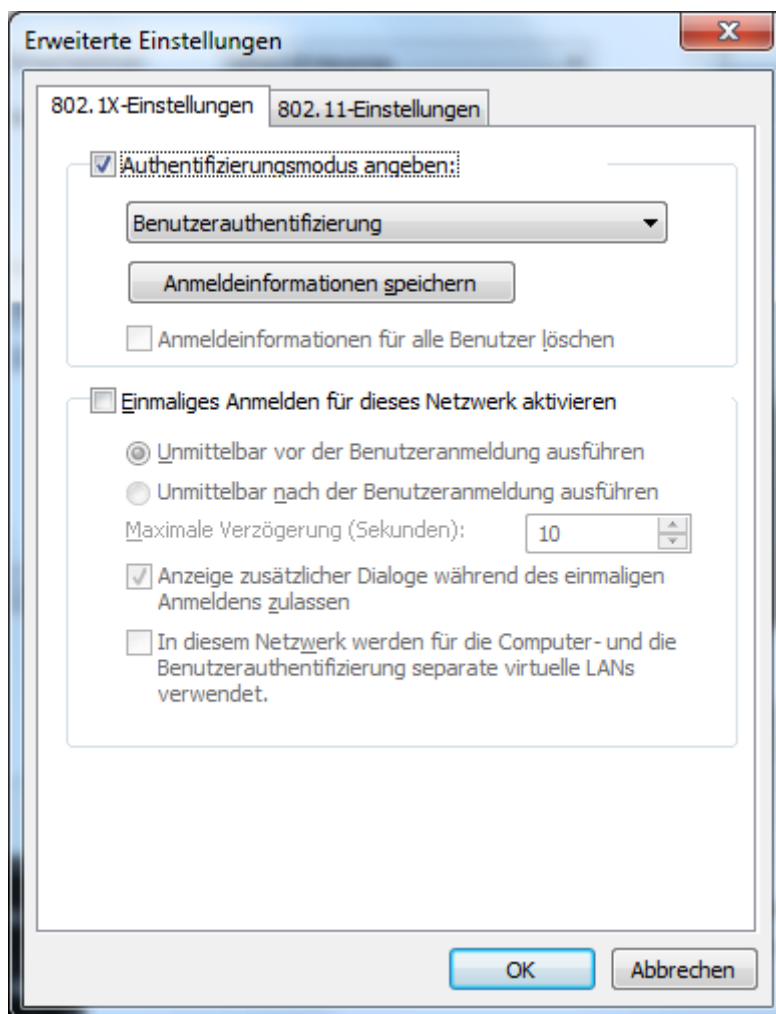 Erweiterte Einstellungen
802.1X-Einstellungen
802.11-Einstellungen
Authentifizierungsmodus angeben:
Benutzerauthentifizierung
Anmeldeinformationen speichern
Anmeldeinformationen für alle Benutzer löschen
Einmaliges Anmelden für dieses Netzwerk aktivieren
Unmittelbar vor der Benutzeranmeldung ausführen
Unmittelbar nach der Benutzeranmeldung ausführen
Maximale Verzögerung (Sekunden): 10
Anzeige zusätzlicher Dialoge während des einmaligen
Anmeldens zulassen
In diesem Netzwerk werden für die Computer- und die
Benutzerauthentifizierung separate virtuelle LANs
verwendet.
OK
Abbrechen